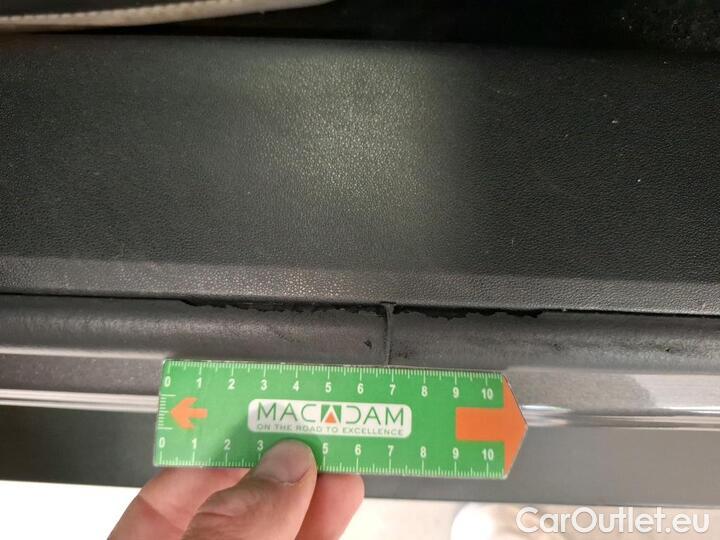 0 1 2 3 4 5 6 7 8 9 10
MACADAM
ON THE ROAD TO EXCELLENCE
0 1 2 3 5 6 7 8 9 10
CarOutlet.eu